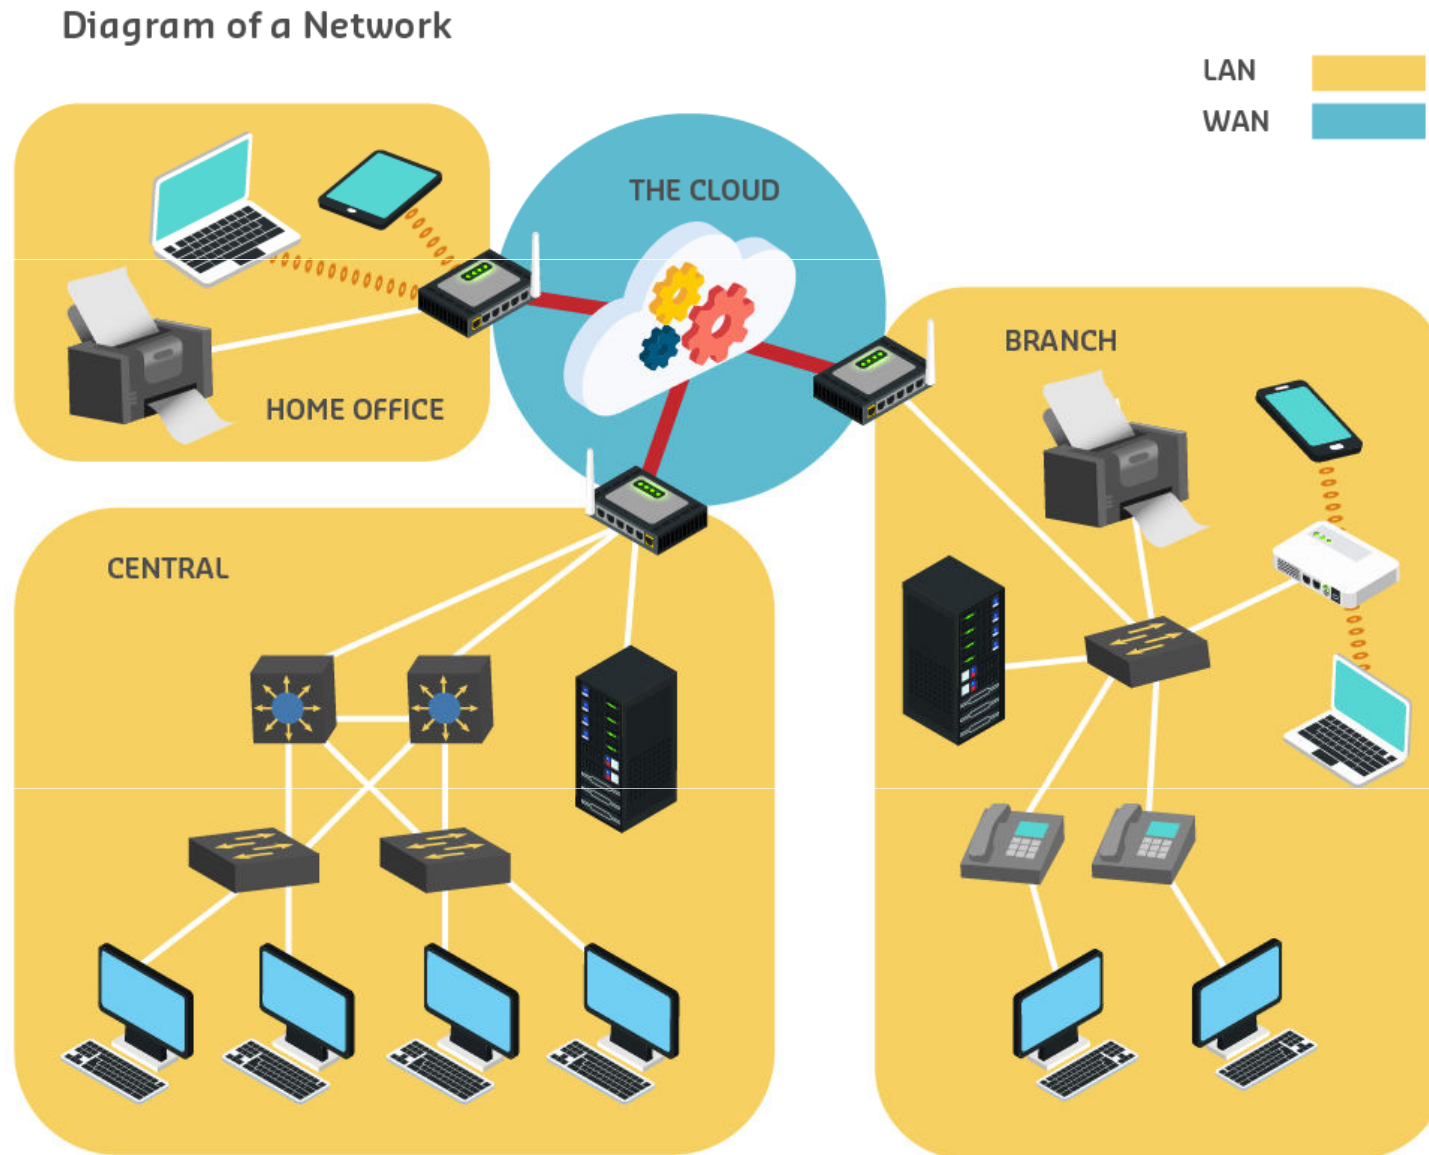 Diagram of a Network
LAN
WAN
THE CLOUD
BRANCH
HOME OFFICE
CENTRAL